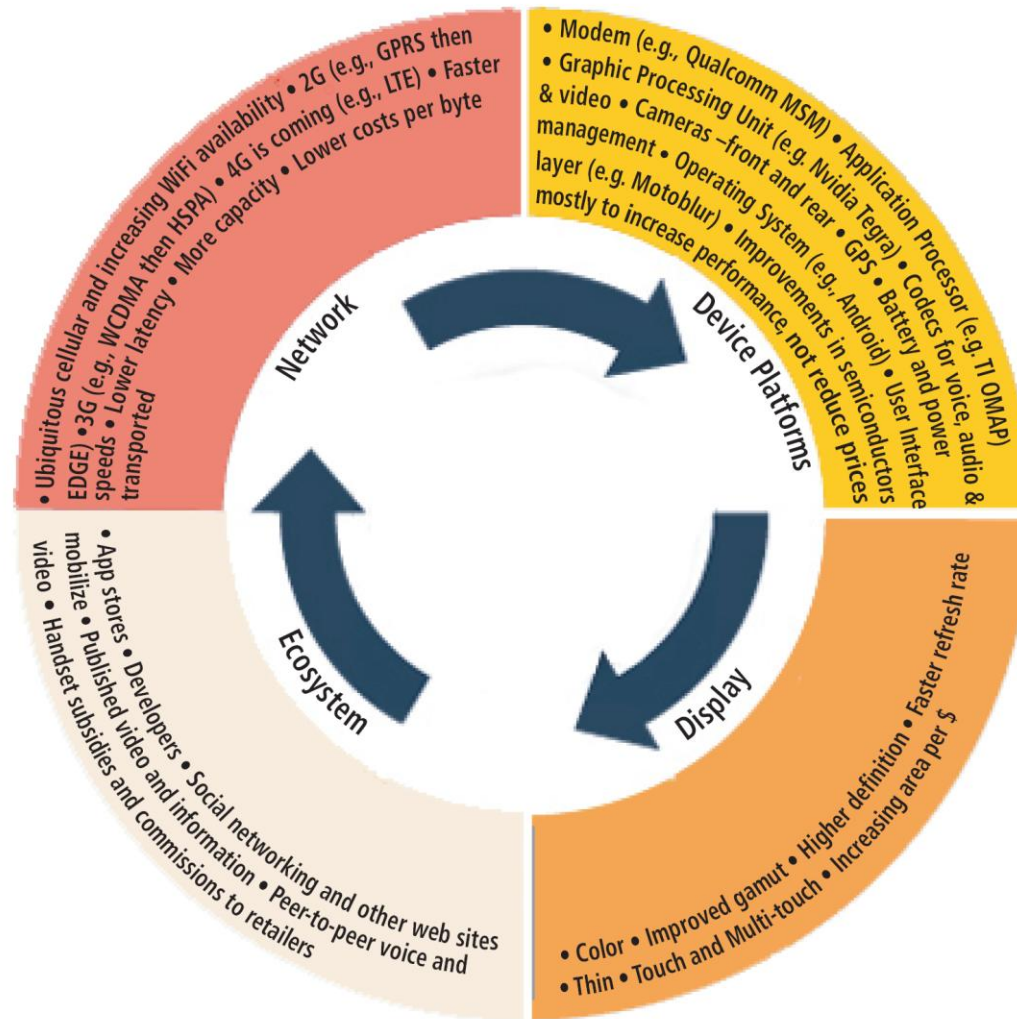 • Ubiquitous cellular and increasing WiFi availability • 2G (e.g., GPRS then
EDGE) •3G (e.g., WCDMA then HSPA) • 4G is coming (e.g., LTE) • Faster
speeds • Lower latency • More capacity • Lower costs per byte
transported
Network
• Modem (e.g., Qualcomm MSM) • Application Processor (e.g. TI OMAP)
• Graphic Processing Unit (e.g. Nvidia Tegra) • Codecs for voice, audio &
& video • Cameras –front and rear • GPS • Battery and power
management • Operating System (e.g., Android) • User Interface
layer (e.g. Motoblur) • Improvements in semiconductors
mostly to increase performance, not reduce prices
Device Platforms
Display
• Color • Improved gamut • Higher definition • Faster refresh rate
• Thin • Touch and Multi-touch • Increasing area per $
Ecosystem
• App stores • Developers • Social networking and other web sites
mobilize • Published video and information • Peer-to-peer voice and
video • Handset subsidies and commissions to retailers